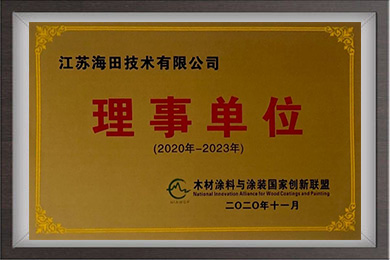 江苏海田技术有限公司
理事单位
(2020年-2023年)
木材涂料与涂装国家创新联盟
National Innovation Alliance for Wood Coatings and Painting
二〇二〇年十一月